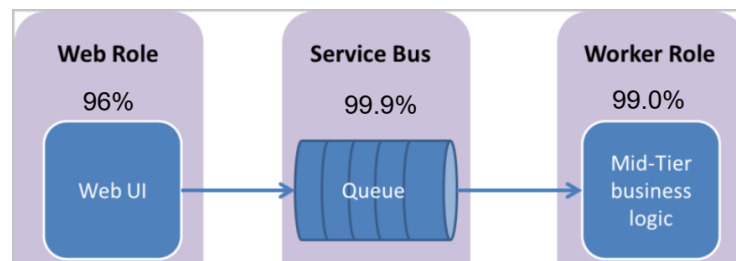 Web Role
96%
Web UI
Service Bus
99.9%
Queue
Worker Role
99.0%
Mid-Tier
business
logic